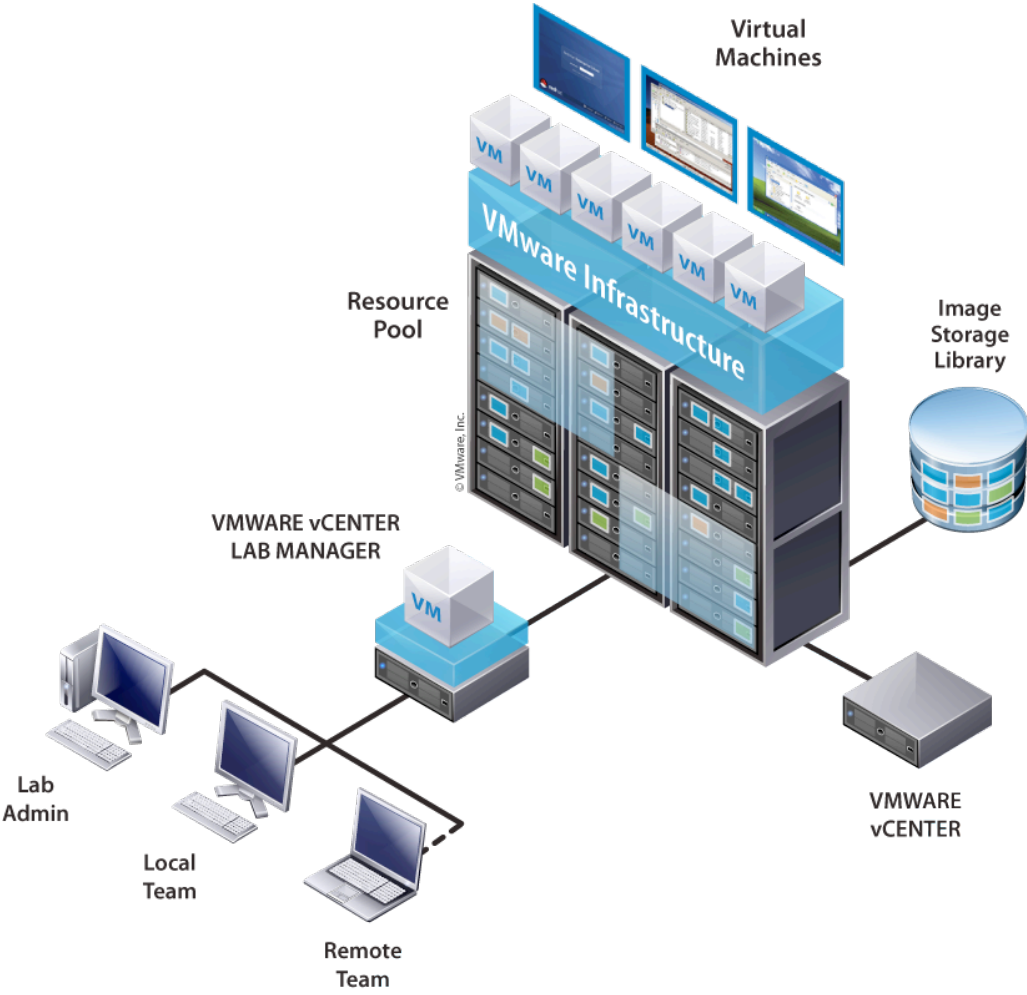 Virtual
Machines
VM
VM
VM
VM
VM
VM
VMware Infrastructure
Resource
Pool
Image
Storage
Library
© VMware, Inc.
VMWARE vCENTER
LAB MANAGER
VM
Lab
Admin
Local
Team
Remote
Team
VMWARE
vCENTER